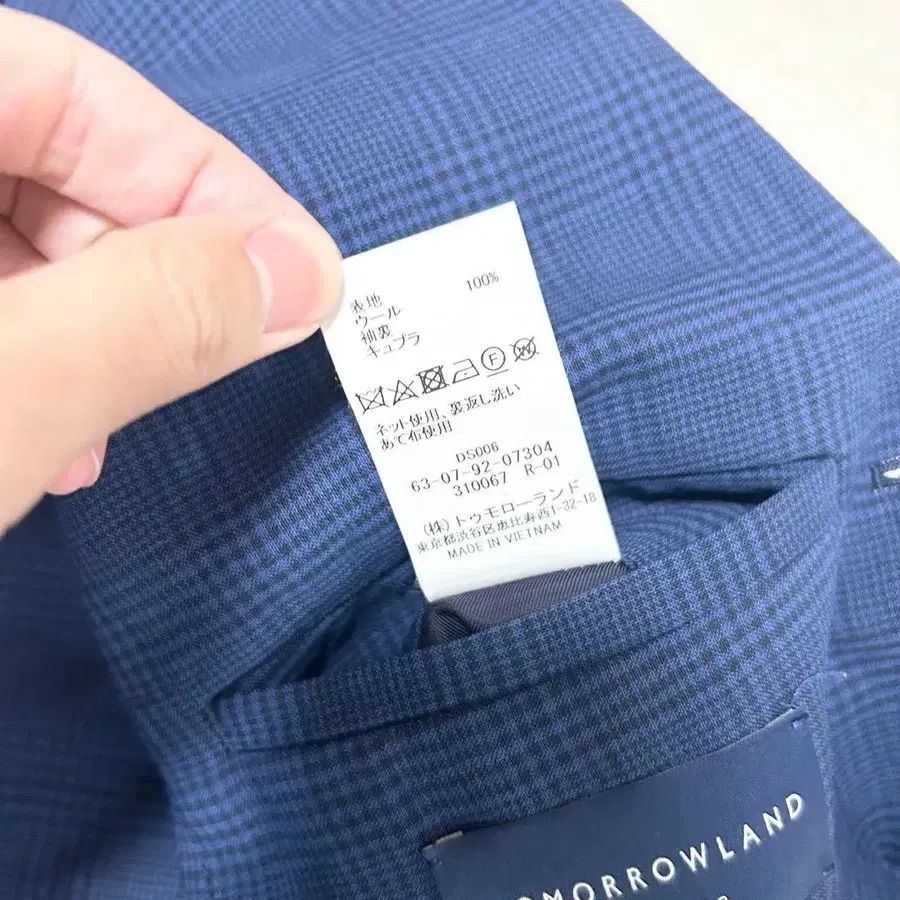 表地
ウール 100%
袖裏
キュプラ
F W
ネット使用、裏返し洗い
あて布使用
DS006
63-07-92-07304
310067 R-01
(株)トゥモローランド
東京都渋谷区恵比寿西1-32-18
MADE IN VIETNAM
TOMORROWLAND